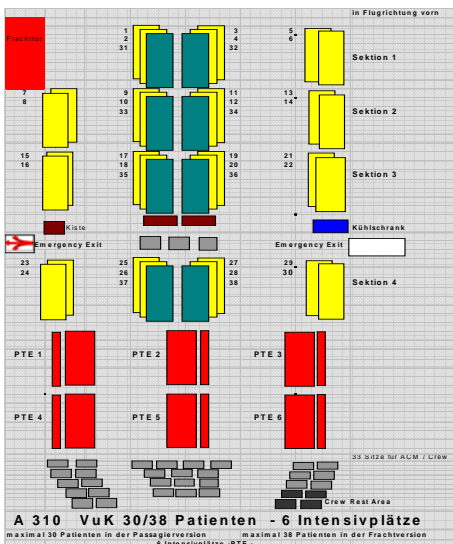 in Flugrichtung vorn
Frachttor
1 3 5
2 4 6
31 32
Sektion 1
7 9 11 13
8 10 12 14
33 34
Sektion 2
15 17 19 21
16 18 20 22
35 36
Sektion 3
Kiste Kühlschrank
Emergency Exit Emergency Exit
23 25 27 29
24 26 28 30
37 38
Sektion 4
PTE 1 PTE 2 PTE 3
PTE 4 PTE 5 PTE 6
33 Sitze für ACM / Crew
Crew Rest Area
A 310 VuK 30/38 Patienten - 6 Intensivplätze
maximal 30 Patienten in der Passagierversion maximal 38 Patienten in der Frachtversion
6 Intensivplätze -PTE -